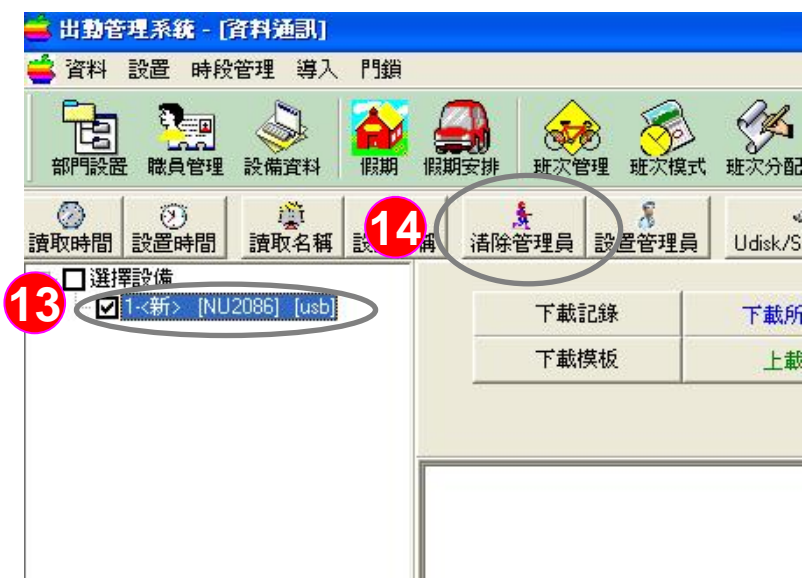 出勤管理系統 - [資料通訊]
資料 設置 時段管理 導入 門鎖
部門設置 職員管理 設備資料 假期 假期安排 班次管理 班次模式 班次分配
讀取時間 設置時間 讀取名稱 清除管理員 設置管理員 Udisk/S
14
選擇設備
13
1-<新> [NU2086] [usb]
下載記錄 下載所
下載模板 上載